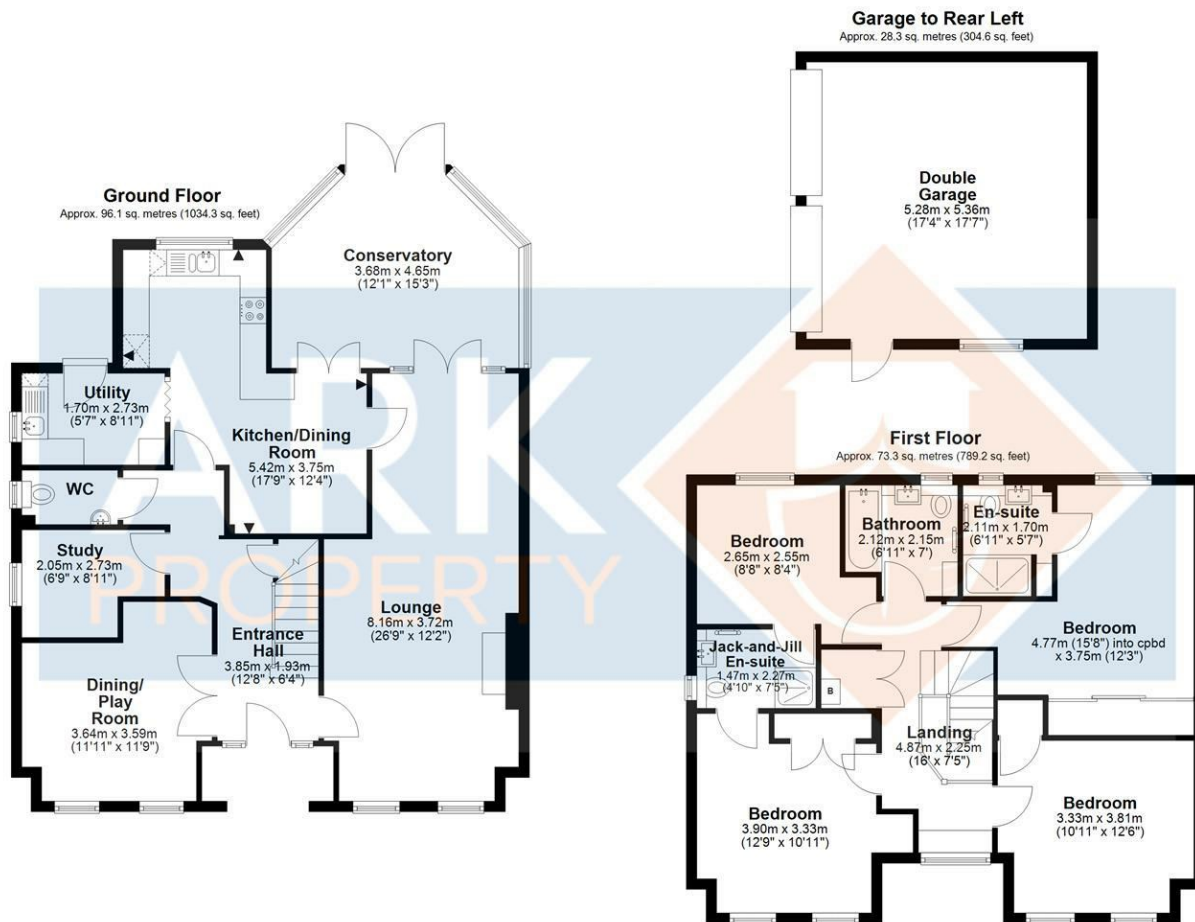 Garage to Rear Left
Approx. 28.3 sq. metres (304.6 sq. feet)
Double
Garage
5.28m x 5.36m
(17'4" x 17'7")
Ground Floor
Approx. 96.1 sq. metres (1034.3 sq. feet)
Conservatory
3.68m x 4.65m
(12'1" x 15'3")
Utility
1.70m x 2.73m
(5'7" x 8'11")
Kitchen/Dining
Room
5.42m x 3.75m
(17'9" x 12'4")
WC
Study
2.05m x 2.73m
(6'9" x 8'11")
Lounge
8.16m x 3.72m
(26'9" x 12'2")
Entrance
Hall
3.85m x 1.93m
(12'8" x 6'4")
Dining/
Play
Room
3.64m x 3.59m
(11'11" x 11'9")
First Floor
Approx. 73.3 sq. metres (789.2 sq. feet)
Bedroom
2.65m x 2.55m
(8'8" x 8'4")
Bathroom
2.12m x 2.15m
(6'11" x 7')
En-suite
2.11m x 1.70m
(6'11" x 5'7")
Bedroom
4.77m (15'8") into cpbd
x 3.75m (12'3")
Jack-and-Jill
En-suite
1.47m x 2.27m
(4'10" x 7'5")
B
Landing
4.87m x 2.25m
(16' x 7'5")
Bedroom
3.90m x 3.33m
(12'9" x 10'11")
Bedroom
3.33m x 3.81m
(10'11" x 12'6")
ARK
PROPERTY